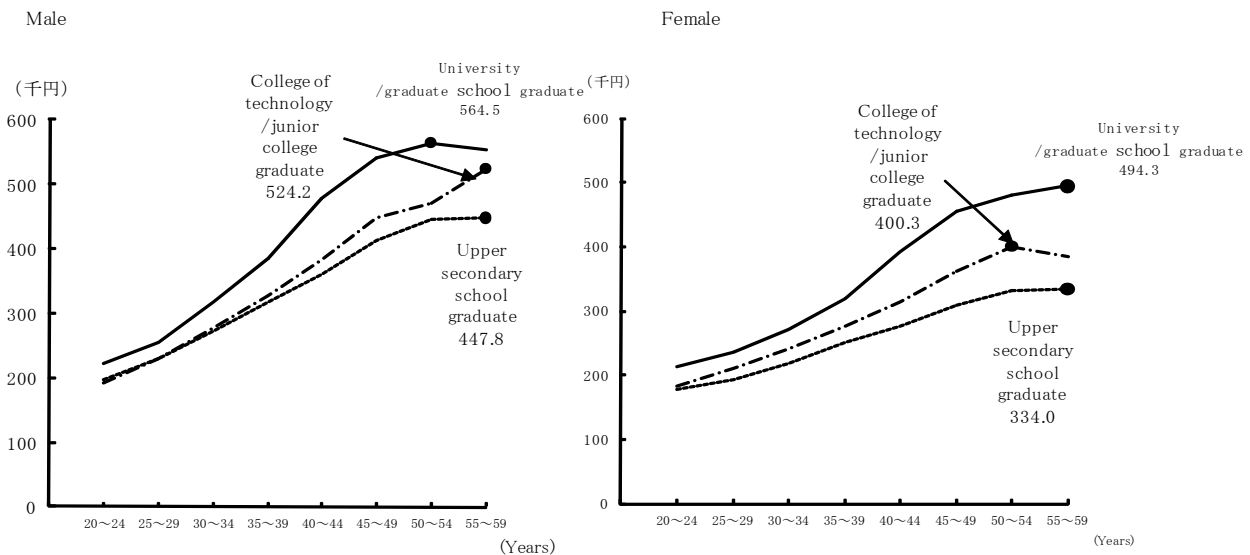 Male
(千円)
College of
technology
/junior
college
graduate
524.2
University
/graduate school graduate
564.5
600
500
400
300
200
100
0
Upper
secondary
school
graduate
447.8
20～24 25～29 30～34 35～39 40～44 45～49 50～54 55～59
(Years)
Female
(千円)
College of
technology
/junior
college
graduate
400.3
University
/graduate school graduate
494.3
600
500
400
300
200
100
0
Upper
secondary
school
graduate
334.0
20～24 25～29 30～34 35～39 40～44 45～49 50～54 55～59
(Years)